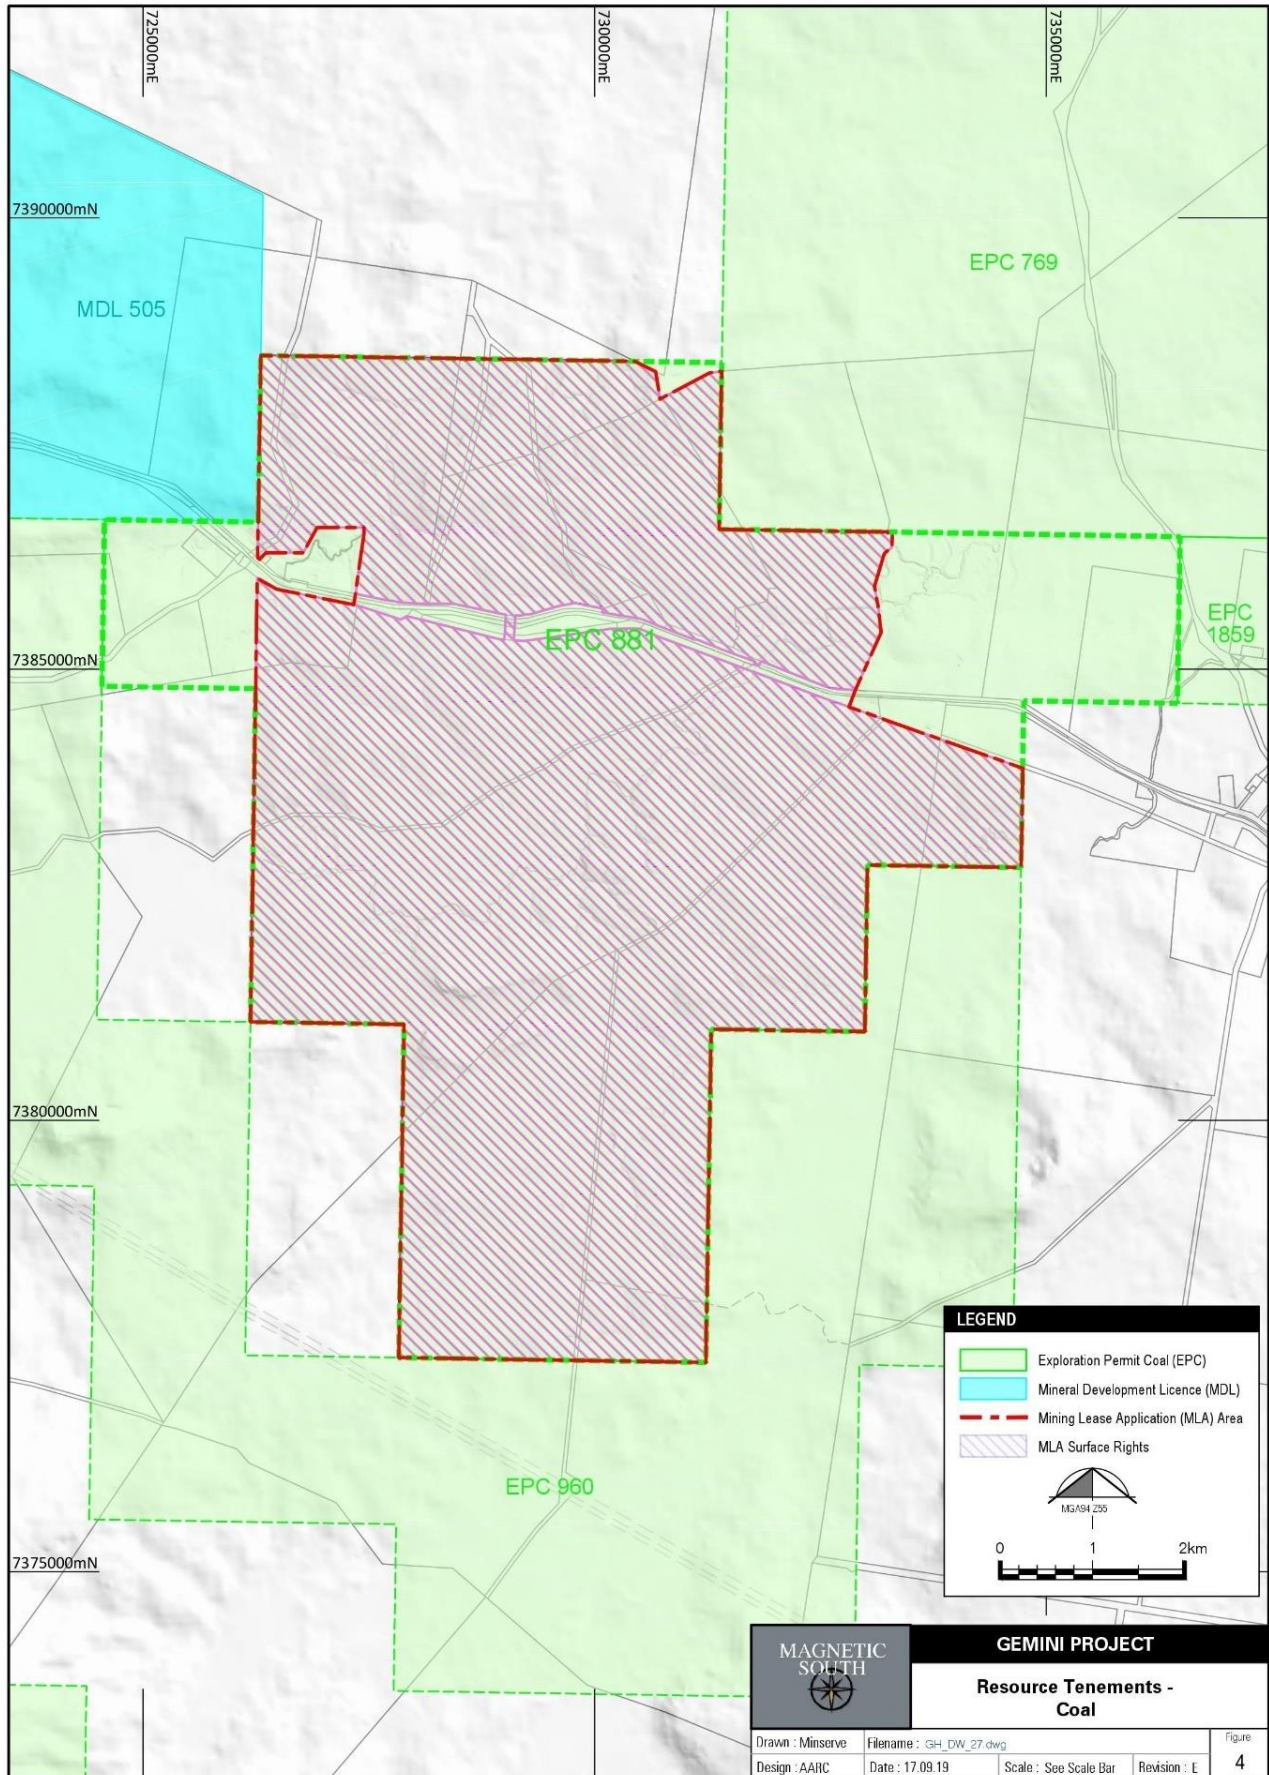 725000mE
730000mE
735000mE
7390000mN
EPC 769
MDL 505
EPC
1859
EPC 881
7385000mN
7380000mN
EPC 960
7375000mN
LEGEND
Exploration Permit Coal (EPC)
Mineral Development Licence (MDL)
Mining Lease Application (MLA) Area
MLA Surface Rights
MGA94 Z55
0 1 2km
MAGNETIC
SOUTH
GEMINI PROJECT
Resource Tenements -
Coal
Drawn : Minserve
Filename : GH_DW_27.dwg
Figure
Design : AARC
Date : 17.09.19
Scale : See Scale Bar
Revision : E
4